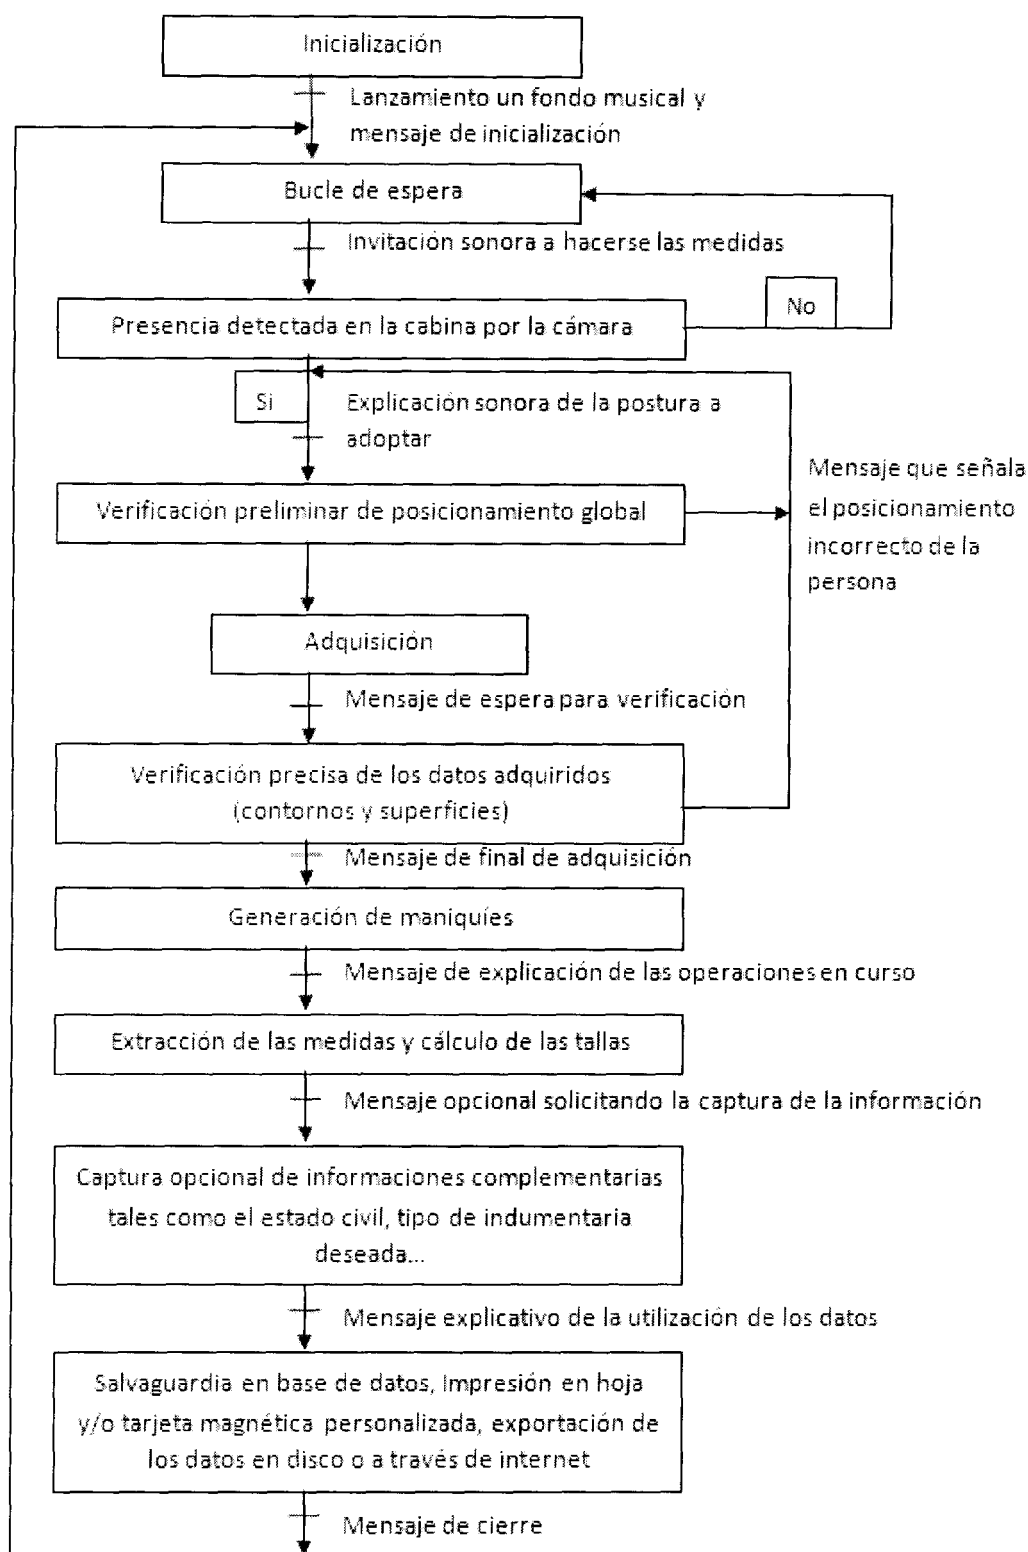 Inicialización
Lanzamiento un fondo musical y
mensaje de inicialización
Bucle de espera
Invitación sonora a hacerse las medidas
Presencia detectada en la cabina por la cámara
No
Si
Explicación sonora de la postura a
adoptar
Mensaje que señala
el posicionamiento
incorrecto de la
persona
Verificación preliminar de posicionamiento global
Adquisición
Mensaje de espera para verificación
Verificación precisa de los datos adquiridos
(contornos y superficies)
Mensaje de final de adquisición
Generación de maniquíes
Mensaje de explicación de las operaciones en curso
Extracción de las medidas y cálculo de las tallas
Mensaje opcional solicitando la captura de la información
Captura opcional de informaciones complementarias
tales como el estado civil, tipo de indumentaria
deseada...
Mensaje explicativo de la utilización de los datos
Salvaguardia en base de datos, Impresión en hoja
y/o tarjeta magnética personalizada, exportación de
los datos en disco o a través de internet
Mensaje de cierre